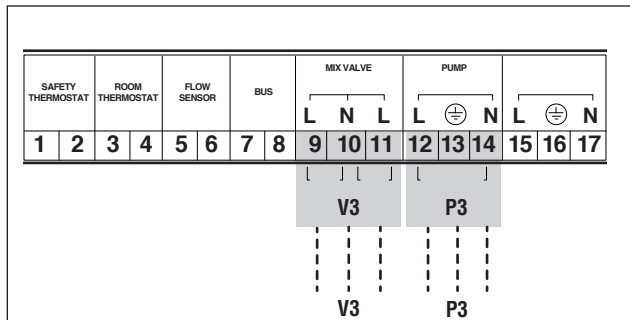 MIX VALVE PUMP
SAFETY THERMOSTAT ROOM THERMOSTAT FLOW SENSOR BUS
L N L L N L N
1 2 3 4 5 6 7 8 9 10 11 12 13 14 15 16 17
V3 P3
V3 P3